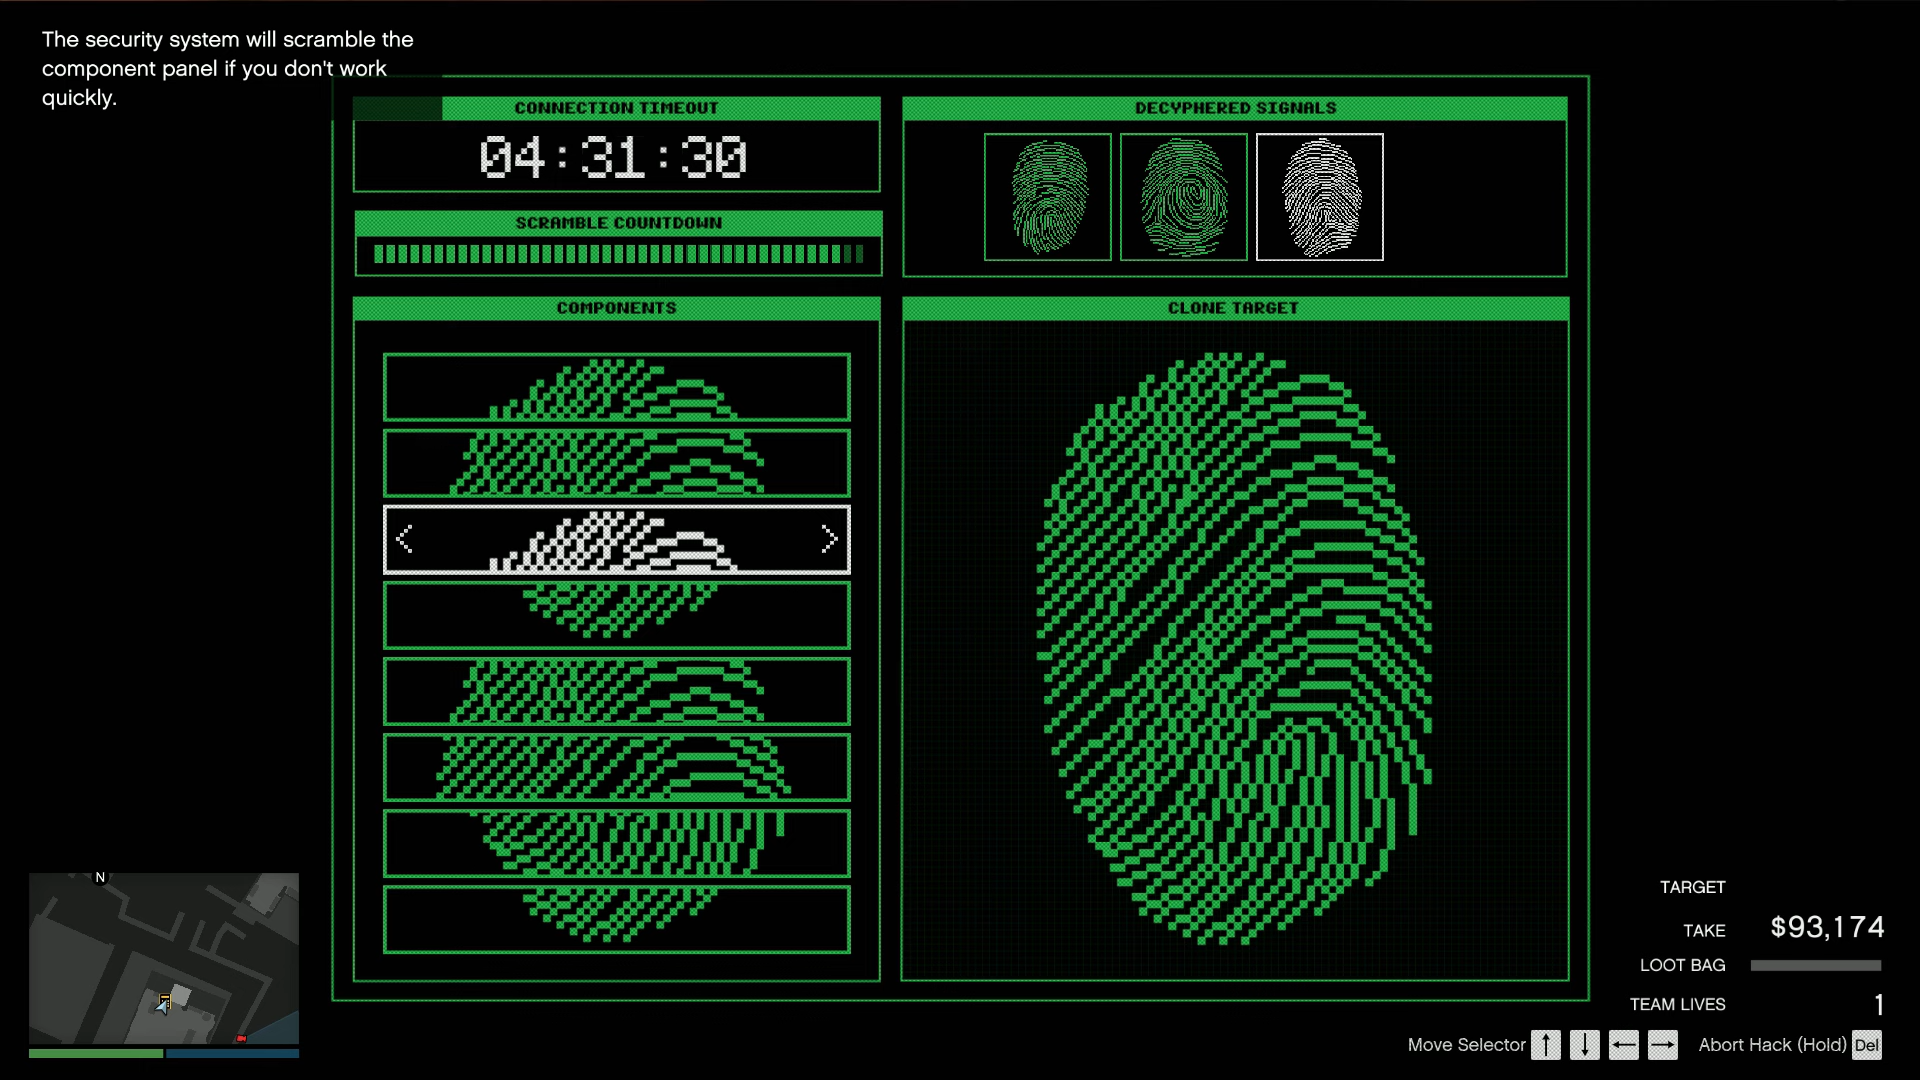 The security system will scramble the
component panel if you don't work
quickly.
CONNECTION TIMEOUT
04:31:30
DECYPHERED SIGNALS
SCRAMBLE COUNTDOWN
COMPONENTS
CLONE TARGET
N
TARGET
TAKE $93,174
LOOT BAG
TEAM LIVES 1
Move Selector ↑ ↓ ← → Abort Hack (Hold) Del